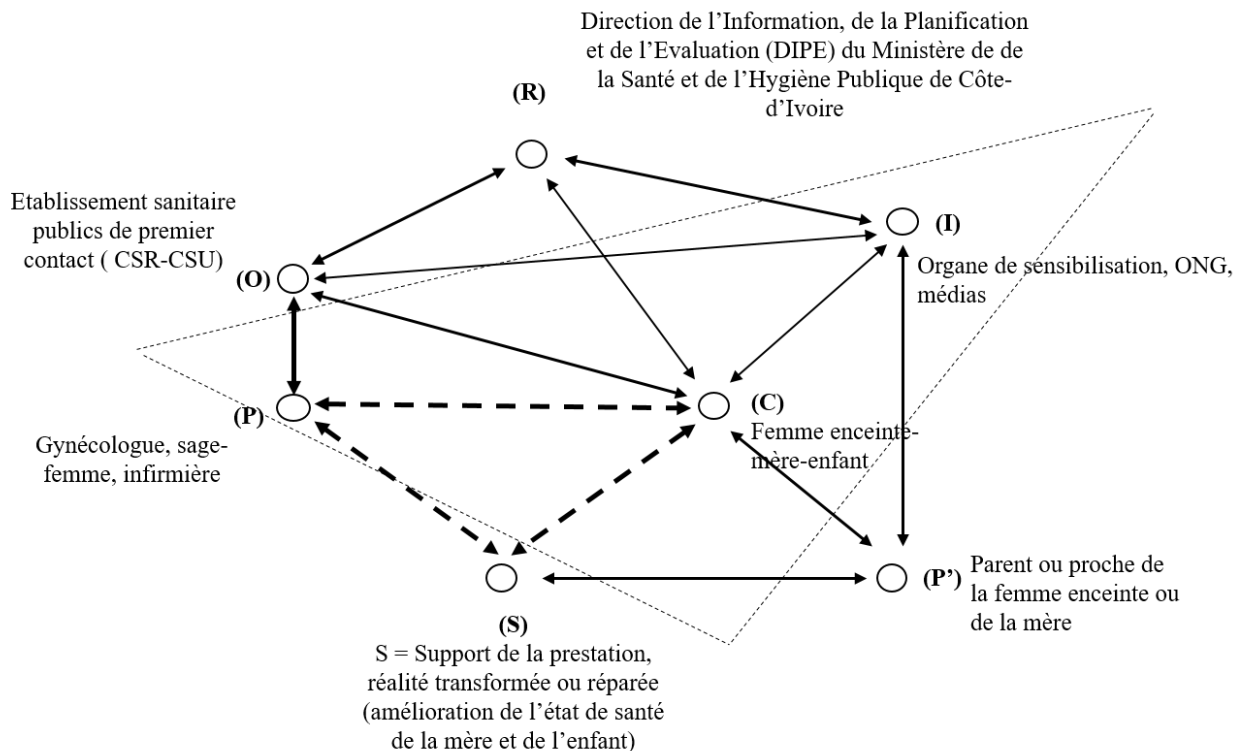 Direction de l’Information, de la Planification
et de l’Evaluation (DIPE) du Ministère de de
la Santé et de l’Hygiène Publique de Côte-
d’Ivoire
(R)
Etablissement sanitaire
publics de premier
contact ( CSR-CSU)
(O)
(I)
Organe de sensibilisation, ONG,
médias
(P)
Gynécologue, sage-
femme, infirmière
(C)
Femme enceinte-
mère-enfant
(P’)
Parent ou proche de
la femme enceinte ou
de la mère
(S)
S = Support de la prestation,
réalité transformée ou réparée
(amélioration de l’état de santé
de la mère et de l’enfant)